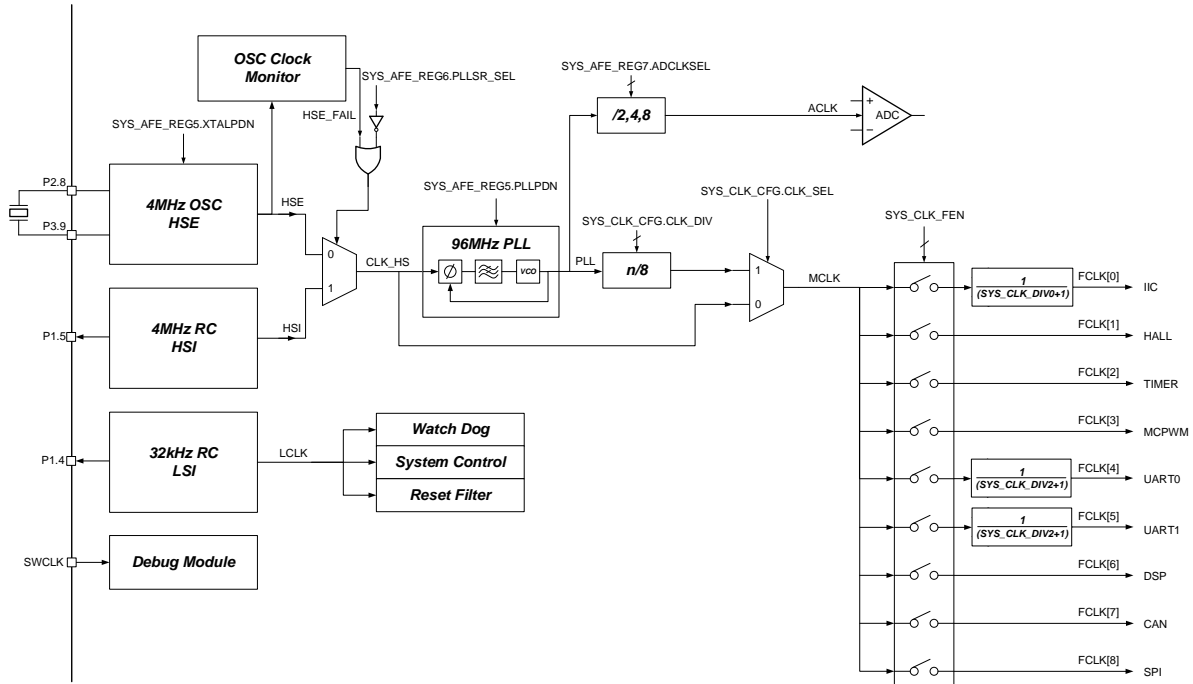 OSC Clock
Monitor
SYS_AFE_REG6.PLLSR_SEL
HSE_FAIL
SYS_AFE_REG7.ADCLKSEL
/2,4,8
ACLK
+
ADC
−
SYS_AFE_REG5.XTALPDN
P2.8
P3.9
4MHz OSC
HSE
HSE
0
1
CLK_HS
SYS_AFE_REG5.PLLPDN
96MHz PLL
∅
VCO
PLL
SYS_CLK_CFG.CLK_DIV
n/8
SYS_CLK_CFG.CLK_SEL
1
0
MCLK
SYS_CLK_FEN
P1.5
4MHz RC
HSI
HSI
P1.4
32kHz RC
LSI
LCLK
Watch Dog
System Control
Reset Filter
SWCLK
Debug Module
1
(SYS_CLK_DIV0+1)
FCLK[0]
IIC
FCLK[1]
HALL
FCLK[2]
TIMER
FCLK[3]
MCPWM
1
(SYS_CLK_DIV2+1)
FCLK[4]
UART0
1
(SYS_CLK_DIV2+1)
FCLK[5]
UART1
FCLK[6]
DSP
FCLK[7]
CAN
FCLK[8]
SPI